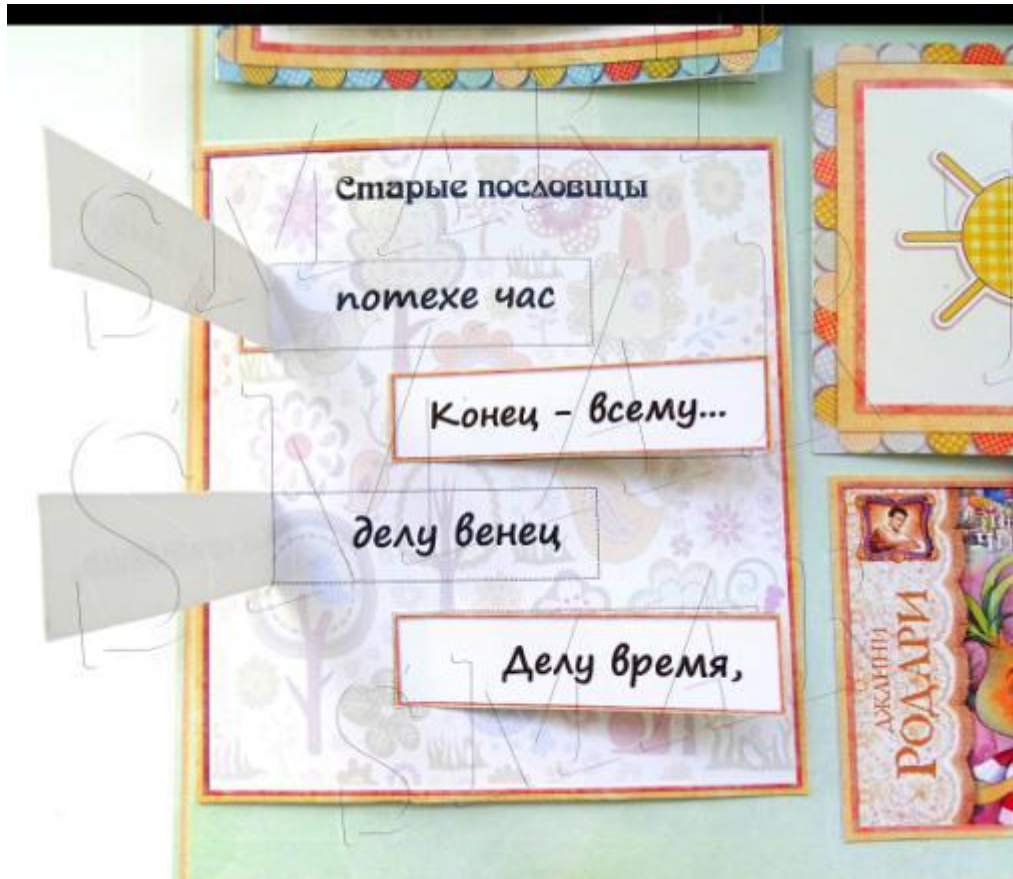 Старые пословицы
потехе час
Конец - всему...
делу венец
Делу время,
ДЖАННИ
РОДАРИ